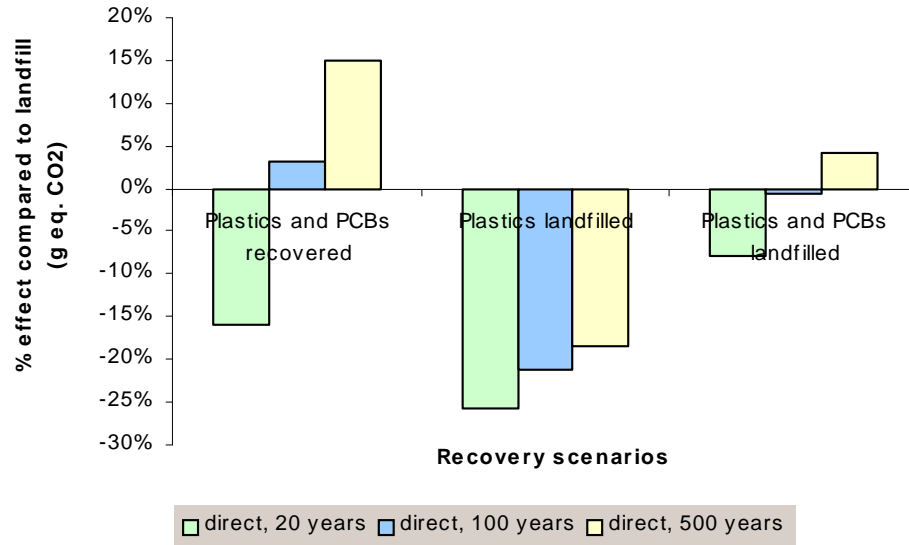 % effect compared to landfill
(g eq. CO2)
20%
15%
10%
5%
0%
-5%
-10%
-15%
-20%
-25%
-30%
Plastics and PCBs
recovered
Plastics landfilled
Plastics and PCBs
landfilled
Recovery scenarios
direct, 20 years
direct, 100 years
direct, 500 years